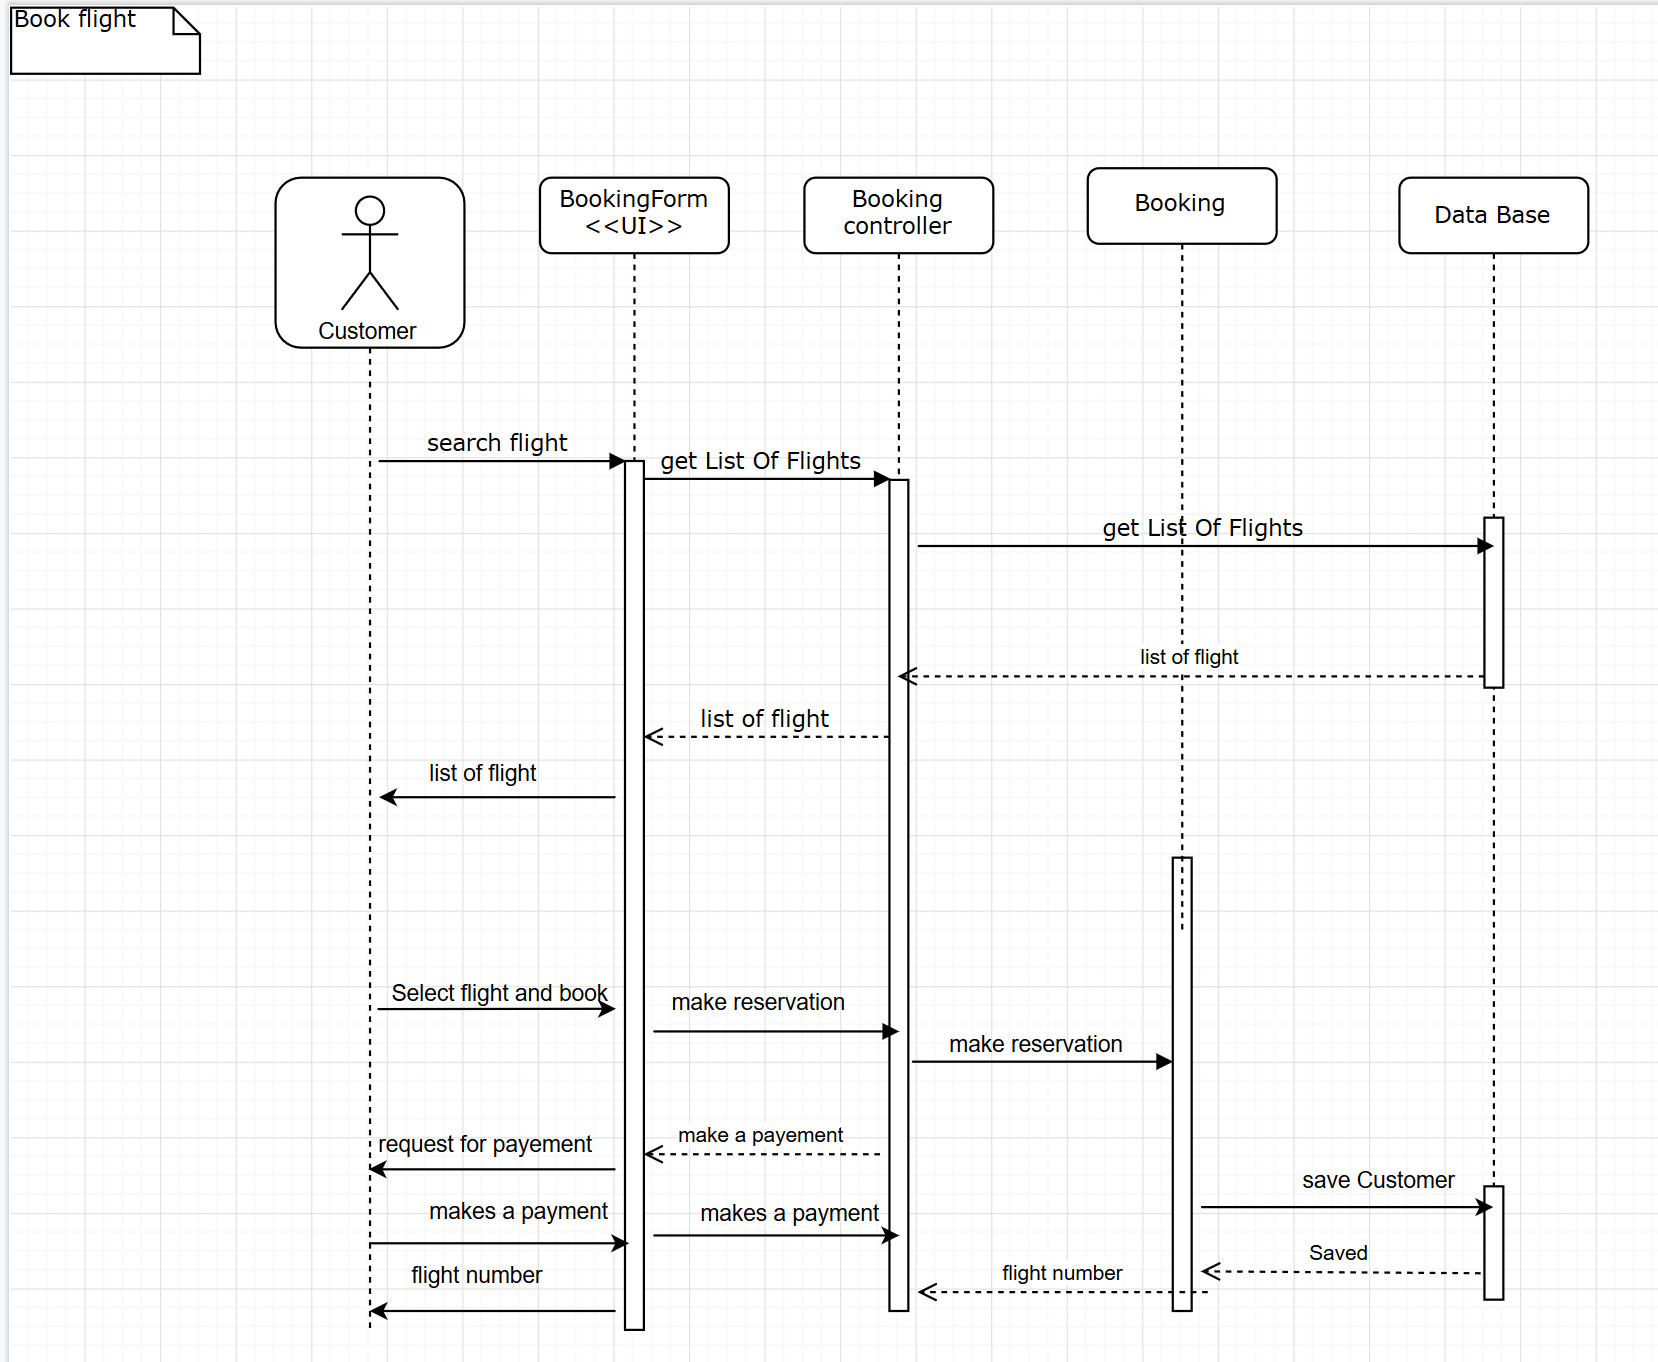 Book flight
Customer
BookingForm
<<UI>>
Booking
controller
Booking
Data Base
search flight
get List Of Flights
get List Of Flights
list of flight
list of flight
list of flight
Select flight and book
make reservation
make reservation
make a payement
request for payement
save Customer
makes a payment
makes a payment
Saved
flight number
flight number